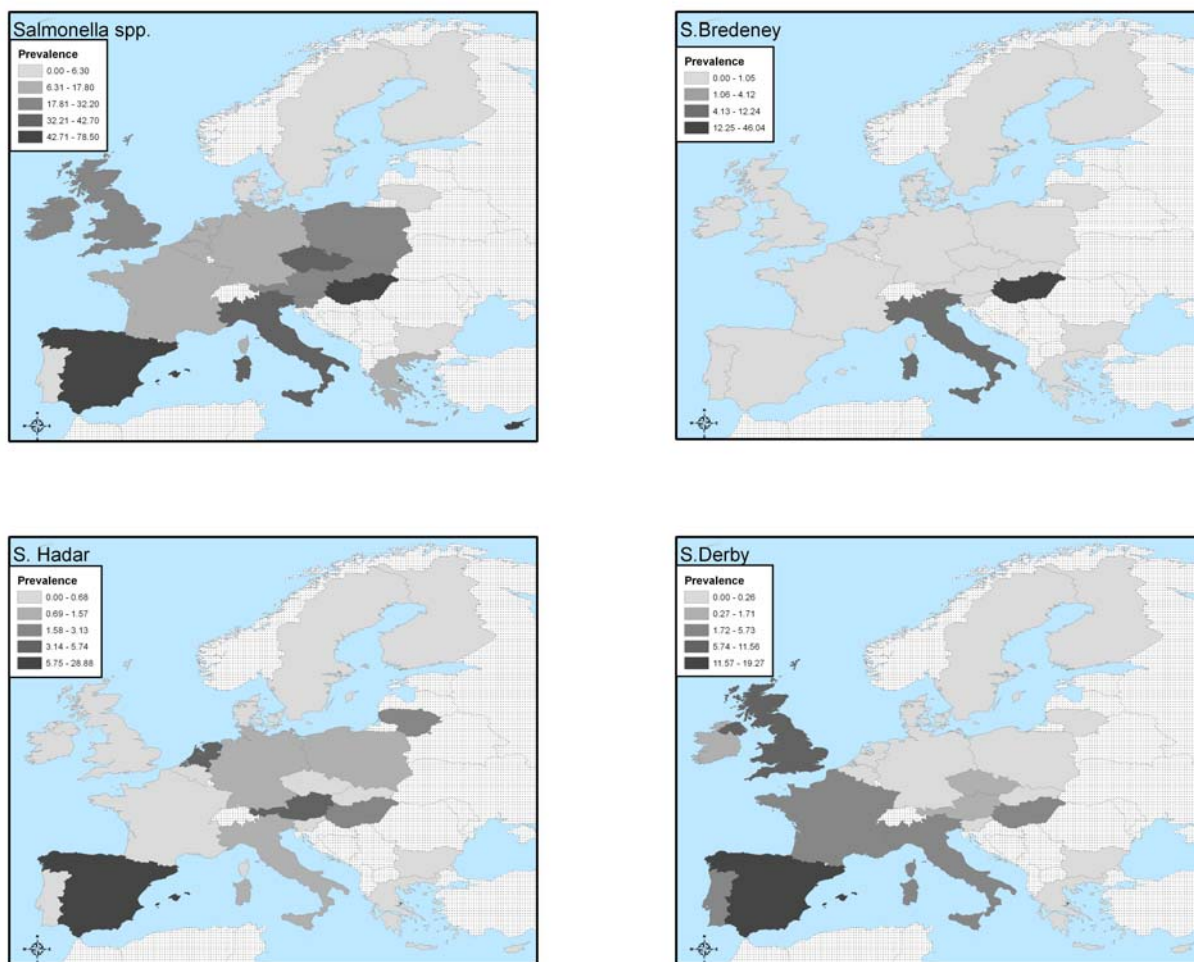 Salmonella spp.
Prevalence
0.00 - 6.30
6.31 - 17.80
17.81 - 32.20
32.21 - 42.70
42.71 - 78.50
S.Bredeney
Prevalence
0.00 - 1.05
1.06 - 4.12
4.13 - 12.24
12.25 - 46.04
S. Hadar
Prevalence
0.00 - 0.68
0.69 - 1.57
1.58 - 3.13
3.14 - 5.74
5.75 - 28.88
S.Derby
Prevalence
0.00 - 0.26
0.27 - 1.71
1.72 - 5.73
5.74 - 11.56
11.57 - 19.27